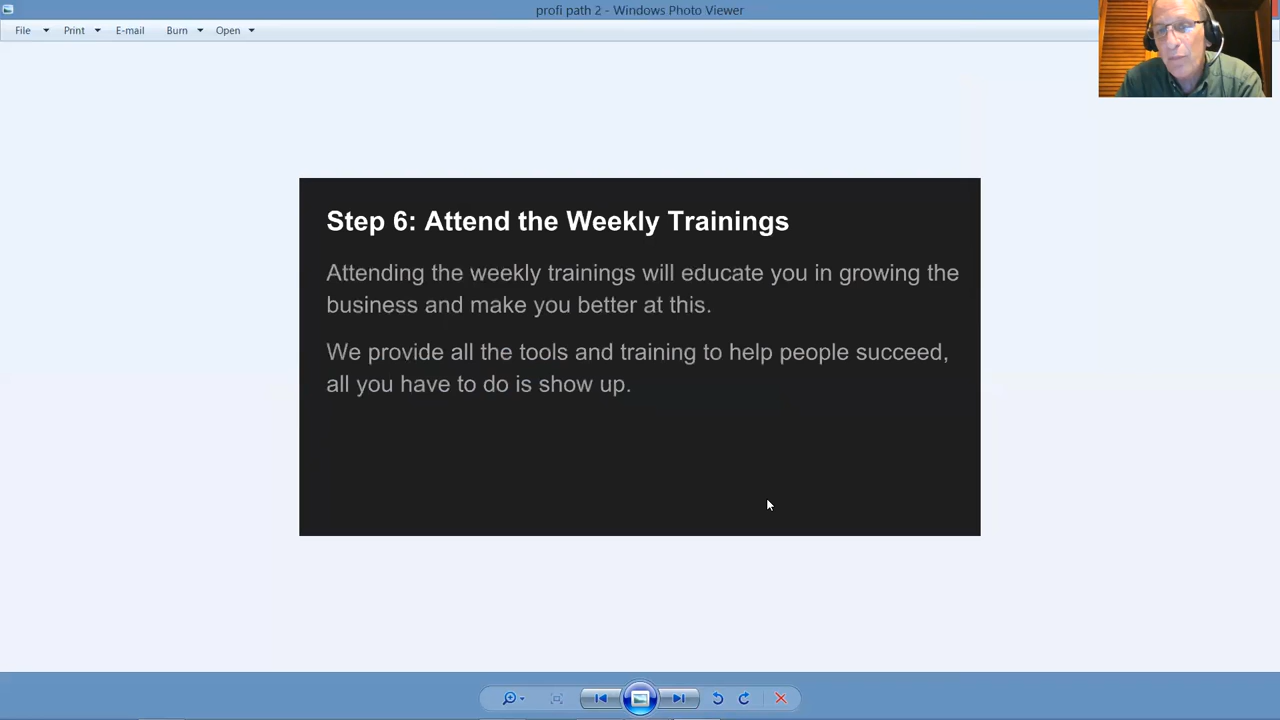 profi path 2 - Windows Photo Viewer
File Print E-mail Burn Open
Step 6: Attend the Weekly Trainings
Attending the weekly trainings will educate you in growing the
business and make you better at this.
We provide all the tools and training to help people succeed,
all you have to do is show up.